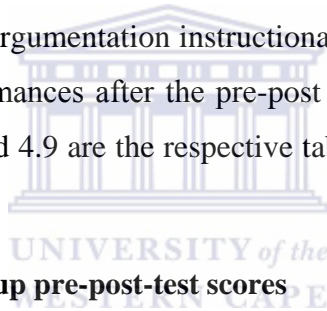 rgumentation instructiona
mances after the pre-post
d 4.9 are the respective tab
UNIVERSITY of the
up pre-post-test scores
WESTERN CAPE